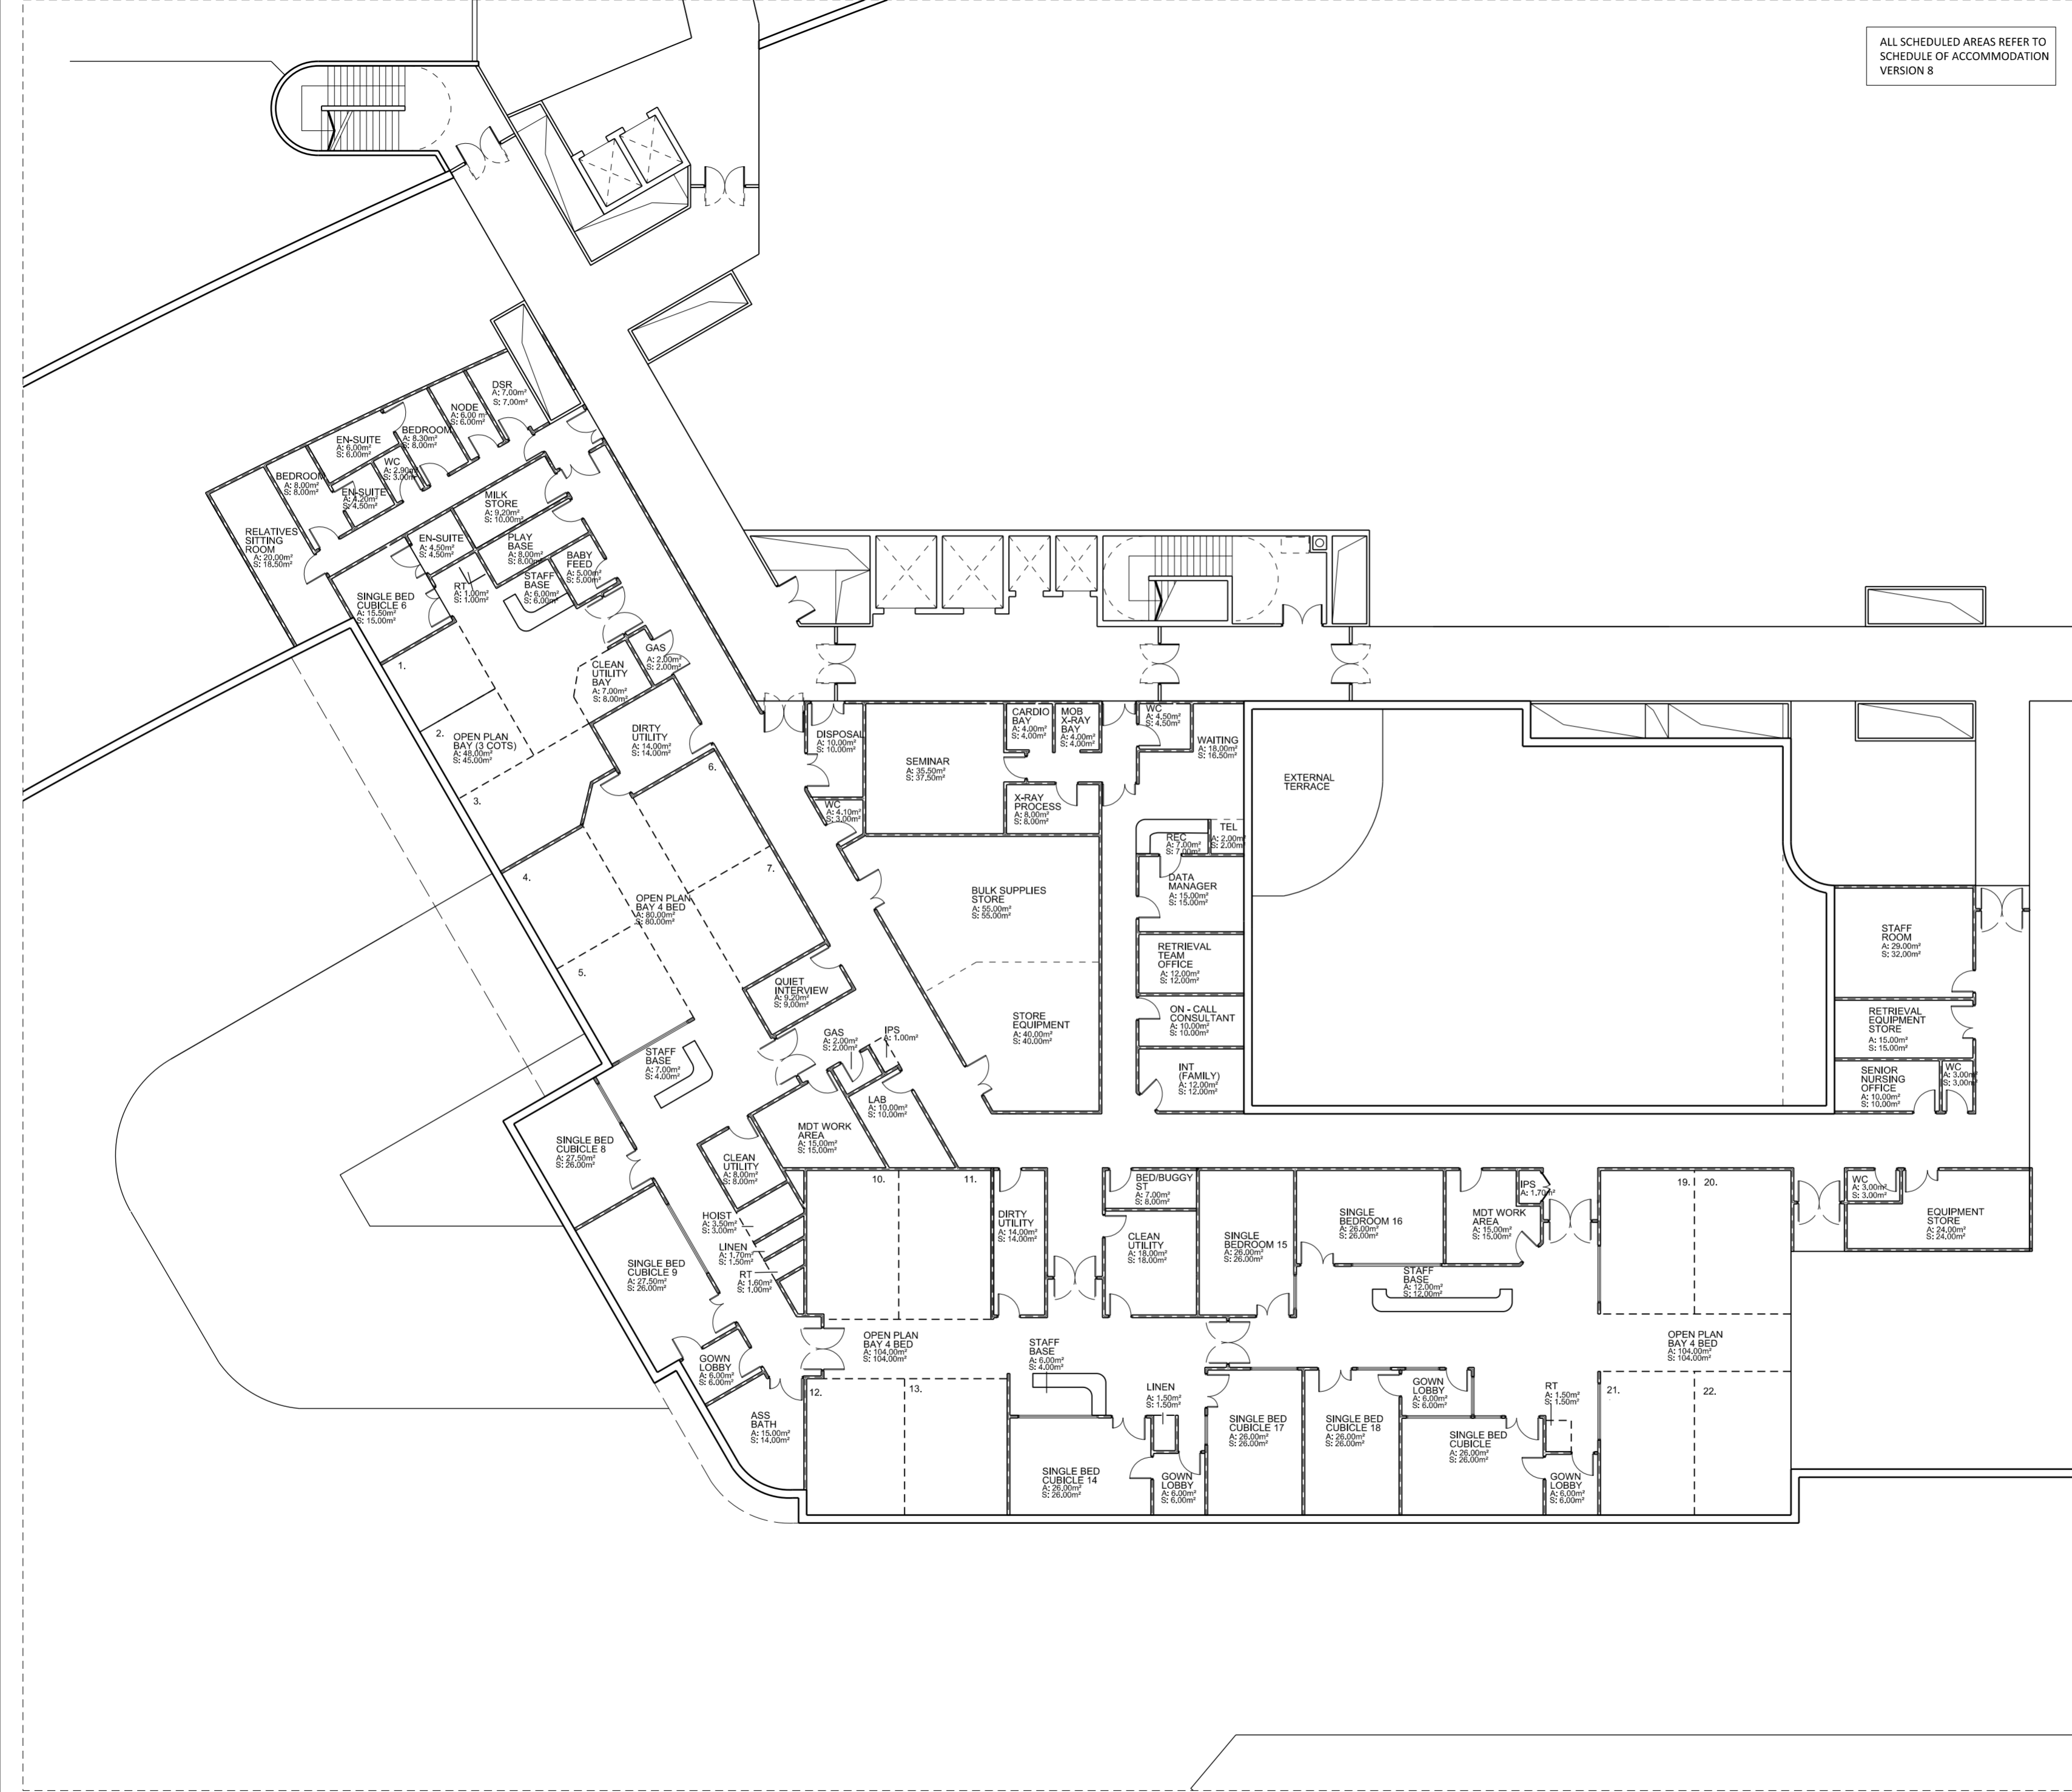 ALL SCHEDULED AREAS REFER TO
SCHEDULE OF ACCOMMODATION
VERSION 8
DSR
A: 7.00m²
S: 7.00m²
NODE
A: 6.00 m²
S: 6.00m²
BEDROOM
A: 8.30m²
S: 8.00m²
EN-SUITE
A: 6.00m²
S: 6.00m²
WC
A: 2.90m²
S: 3.00m²
BEDROOM
A: 8.00m²
S: 8.00m²
EN-SUITE
A: 4.20m²
S: 4.50m²
RELATIVES
SITTING
ROOM
A: 20.00m²
S: 18.50m²
MILK
STORE
A: 9.20m²
S: 10.00m²
EN-SUITE
A: 4.50m²
S: 4.50m²
PLAY
BASE
A: 8.00m²
S: 8.00m²
BABY
FEED
A: 5.00m²
S: 5.00m²
RT
A: 1.00m²
S: 1.00m²
STAFF
BASE
A: 6.00m²
S: 6.00m²
SINGLE BED
CUBICLE 6
A: 15.50m²
S: 15.00m²
GAS
A: 2.00m²
S: 2.00m²
CLEAN
UTILITY
BAY
A: 7.00m²
S: 8.00m²
1.
2.
OPEN PLAN
BAY (3 COTS)
A: 48.00m²
S: 45.00m²
3.
DIRTY
UTILITY
A: 14.00m²
S: 14.00m²
6.
7.
4.
OPEN PLAN
BAY 4 BED
A: 80.00m²
S: 80.00m²
5.
QUIET
INTERVIEW
A: 9.20m²
S: 9.00m²
DISPOSAL
A: 10.00m²
S: 10.00m²
WC
A: 4.10m²
S: 3.00m²
SEMINAR
A: 35.50m²
S: 37.50m²
CARDIO
BAY
A: 4.00m²
S: 4.00m²
MOB
X-RAY
BAY
A: 4.00m²
S: 4.00m²
WC
A: 4.50m²
S: 4.50m²
WAITING
A: 18.00m²
S: 16.50m²
X-RAY
PROCESS
A: 8.00m²
S: 8.00m²
EXTERNAL
TERRACE
REC
A: 7.00m²
S: 7.00m²
TEL
A: 2.00m²
S: 2.00m²
DATA
MANAGER
A: 15.00m²
S: 15.00m²
BULK SUPPLIES
STORE
A: 55.00m²
S: 55.00m²
RETRIEVAL
TEAM
OFFICE
A: 12.00m²
S: 12.00m²
STORE
EQUIPMENT
A: 40.00m²
S: 40.00m²
ON - CALL
CONSULTANT
A: 10.00m²
S: 10.00m²
INT
(FAMILY)
A: 12.00m²
S: 12.00m²
STAFF
ROOM
A: 29.00m²
S: 32.00m²
RETRIEVAL
EQUIPMENT
STORE
A: 15.00m²
S: 15.00m²
SENIOR
NURSING
OFFICE
A: 10.00m²
S: 10.00m²
WC
A: 3.00m²
S: 3.00m²
GAS
A: 2.00m²
S: 2.00m²
IPS
A: 1.00m²
STAFF
BASE
A: 7.00m²
S: 4.00m²
LAB
A: 10.00m²
S: 10.00m²
MDT WORK
AREA
A: 15.00m²
S: 15.00m²
SINGLE BED
CUBICLE 8
A: 27.50m²
S: 26.00m²
CLEAN
UTILITY
A: 8.00m²
S: 8.00m²
HOIST
A: 3.50m²
S: 3.00m²
LINEN
A: 1.70m²
S: 1.50m²
RT
A: 1.60m²
S: 1.00m²
SINGLE BED
CUBICLE 9
A: 27.50m²
S: 26.00m²
GOWN
LOBBY
A: 6.00m²
S: 6.00m²
ASS
BATH
A: 15.00m²
S: 14.00m²
10.
11.
OPEN PLAN
BAY 4 BED
A: 104.00m²
S: 104.00m²
12.
13.
DIRTY
UTILITY
A: 14.00m²
S: 14.00m²
BED/BUGGY
ST
A: 7.00m²
S: 8.00m²
CLEAN
UTILITY
A: 18.00m²
S: 18.00m²
SINGLE
BEDROOM 15
A: 26.00m²
S: 26.00m²
SINGLE
BEDROOM 16
A: 26.00m²
S: 26.00m²
MDT WORK
AREA
A: 15.00m²
S: 15.00m²
IPS
A: 1.70m²
STAFF
BASE
A: 12.00m²
S: 12.00m²
STAFF
BASE
A: 6.00m²
S: 4.00m²
LINEN
A: 1.50m²
S: 1.50m²
SINGLE BED
CUBICLE 14
A: 26.00m²
S: 26.00m²
GOWN
LOBBY
A: 6.00m²
S: 6.00m²
SINGLE BED
CUBICLE 17
A: 26.00m²
S: 26.00m²
SINGLE BED
CUBICLE 18
A: 26.00m²
S: 26.00m²
GOWN
LOBBY
A: 6.00m²
S: 6.00m²
SINGLE BED
CUBICLE
A: 26.00m²
S: 26.00m²
RT
A: 1.50m²
S: 1.50m²
GOWN
LOBBY
A: 6.00m²
S: 6.00m²
19.
20.
OPEN PLAN
BAY 4 BED
A: 104.00m²
S: 104.00m²
21.
22.
WC
A: 3.00m²
S: 3.00m²
EQUIPMENT
STORE
A: 24.00m²
S: 24.00m²